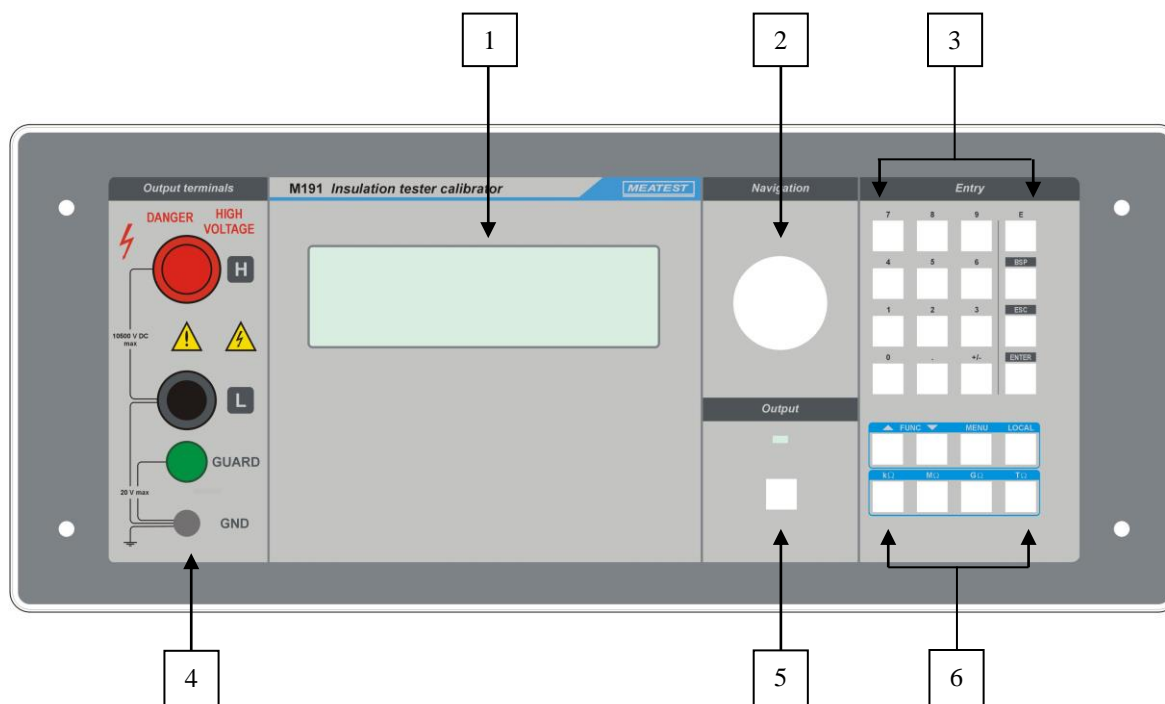 1 2 3
Output terminals
M191 Insulation tester calibrator
MEATEST
Navigation
Entry
DANGER HIGH
VOLTAGE
H
10500 V DC
max
L
GUARD
20 V max
GND
Output
7 8 9 E
4 5 6 BSP
1 2 3 ESC
0 . +/- ENTER
▲ FUNC ▼ MENU LOCAL
kΩ MΩ GΩ TΩ
4 5 6